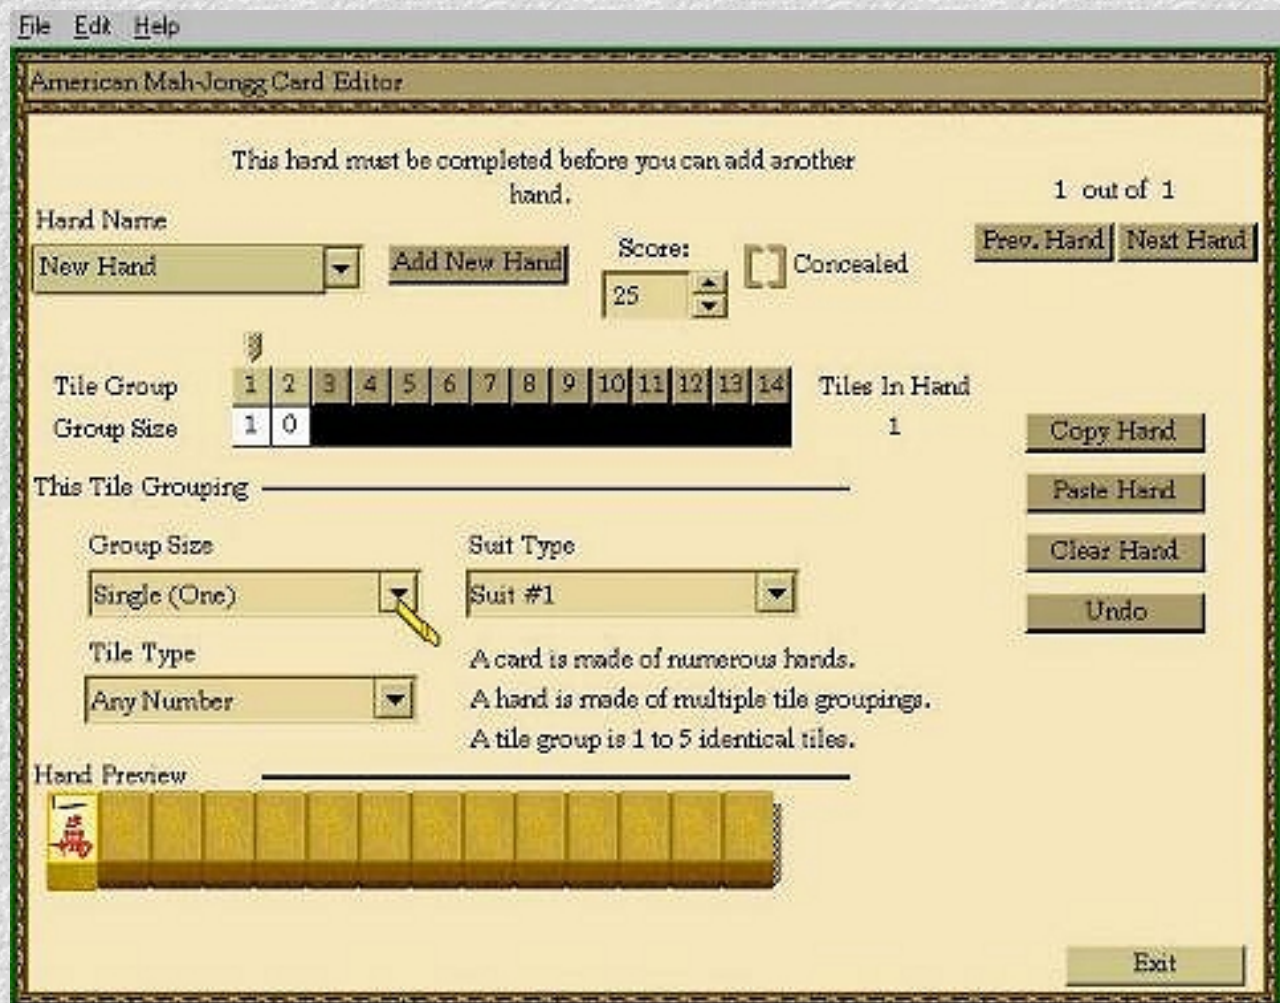 File Edit Help
American Mah-Jongg Card Editor
This hand must be completed before you can add another
hand.
1 out of 1
Hand Name
Prev. Hand Next Hand
New Hand
Add New Hand
Score:
25
Concealed
Tile Group 1 2 3 4 5 6 7 8 9 10 11 12 13 14 Tiles In Hand
Group Size 1 0 1
Copy Hand
This Tile Grouping
Paste Hand
Group Size Suit Type
Clear Hand
Single (One) Suit #1
Undo
Tile Type
A card is made of numerous hands.
Any Number
A hand is made of multiple tile groupings.
A tile group is 1 to 5 identical tiles.
Hand Preview
一萬
Exit